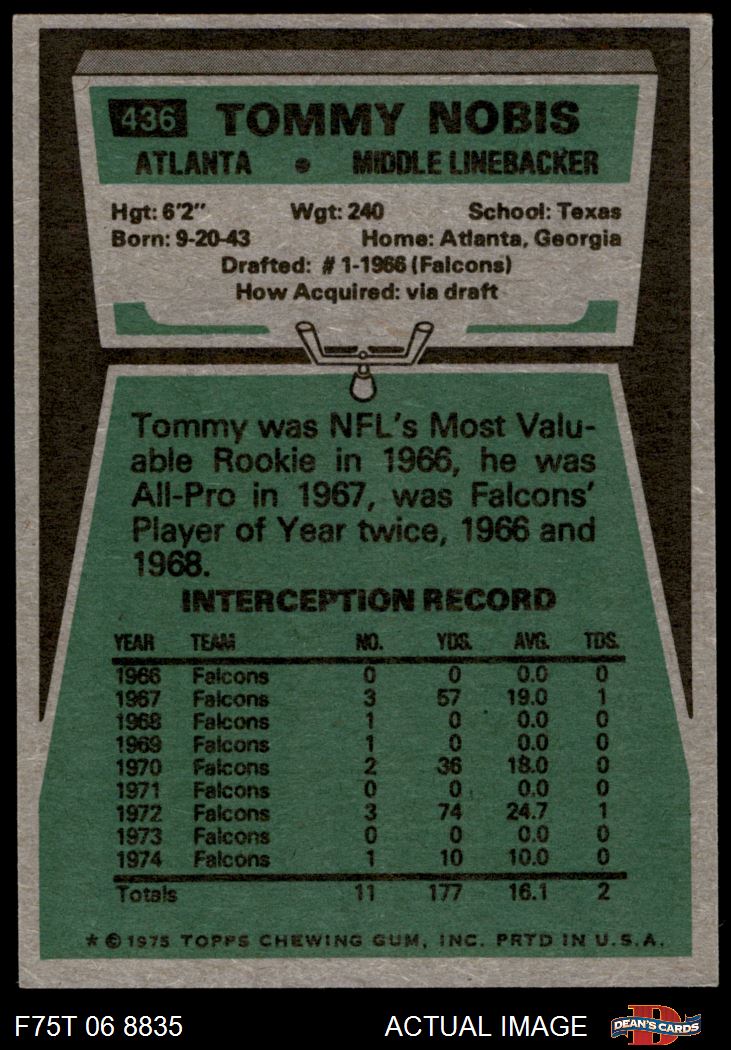 436 TOMMY NOBIS
ATLANTA • MIDDLE LINEBACKER
Hgt: 6'2" Wgt: 240 School: Texas
Born: 9-20-43 Home: Atlanta, Georgia
Drafted: #1-1966 (Falcons)
How Acquired: via draft
Tommy was NFL's Most Valu-
able Rookie in 1966, he was
All-Pro in 1967, was Falcons'
Player of Year twice, 1966 and
1968.
INTERCEPTION RECORD
YEAR TEAM NO. YDS. AVG. TDS.
1966 Falcons 0 0 0.0 0
1967 Falcons 3 57 19.0 1
1968 Falcons 1 0 0.0 0
1969 Falcons 1 0 0.0 0
1970 Falcons 2 36 18.0 0
1971 Falcons 0 0 0.0 0
1972 Falcons 3 74 24.7 1
1973 Falcons 0 0 0.0 0
1974 Falcons 1 10 10.0 0
Totals 11 177 16.1 2
* © 1975 TOPPS CHEWING GUM, INC. PRTD IN U.S.A.
F75T 06 8835 ACTUAL IMAGE D DEAN'S CARDS